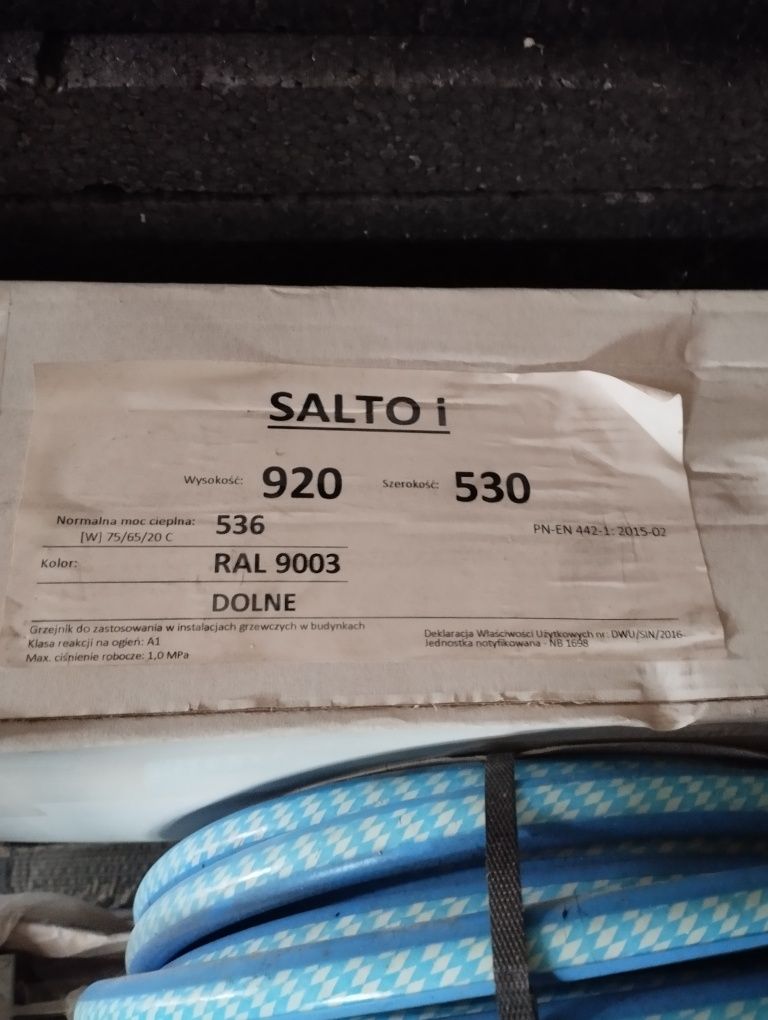 SALTO i
Wysokość: 920 Szerokość: 530
Normalna moc cieplna: 536
[W] 75/65/20 C
PN-EN 442-1: 2015-02
Kolor: RAL 9003
DOLNE
Grzejnik do zastosowania w instalacjach grzewczych w budynkach
Klasa reakcji na ogień: A1
Max. ciśnienie robocze: 1,0 MPa
Deklaracja Właściwości Użytkowych nr: DWU/SIN/2016-
Jednostka notyfikowana - NB 1698